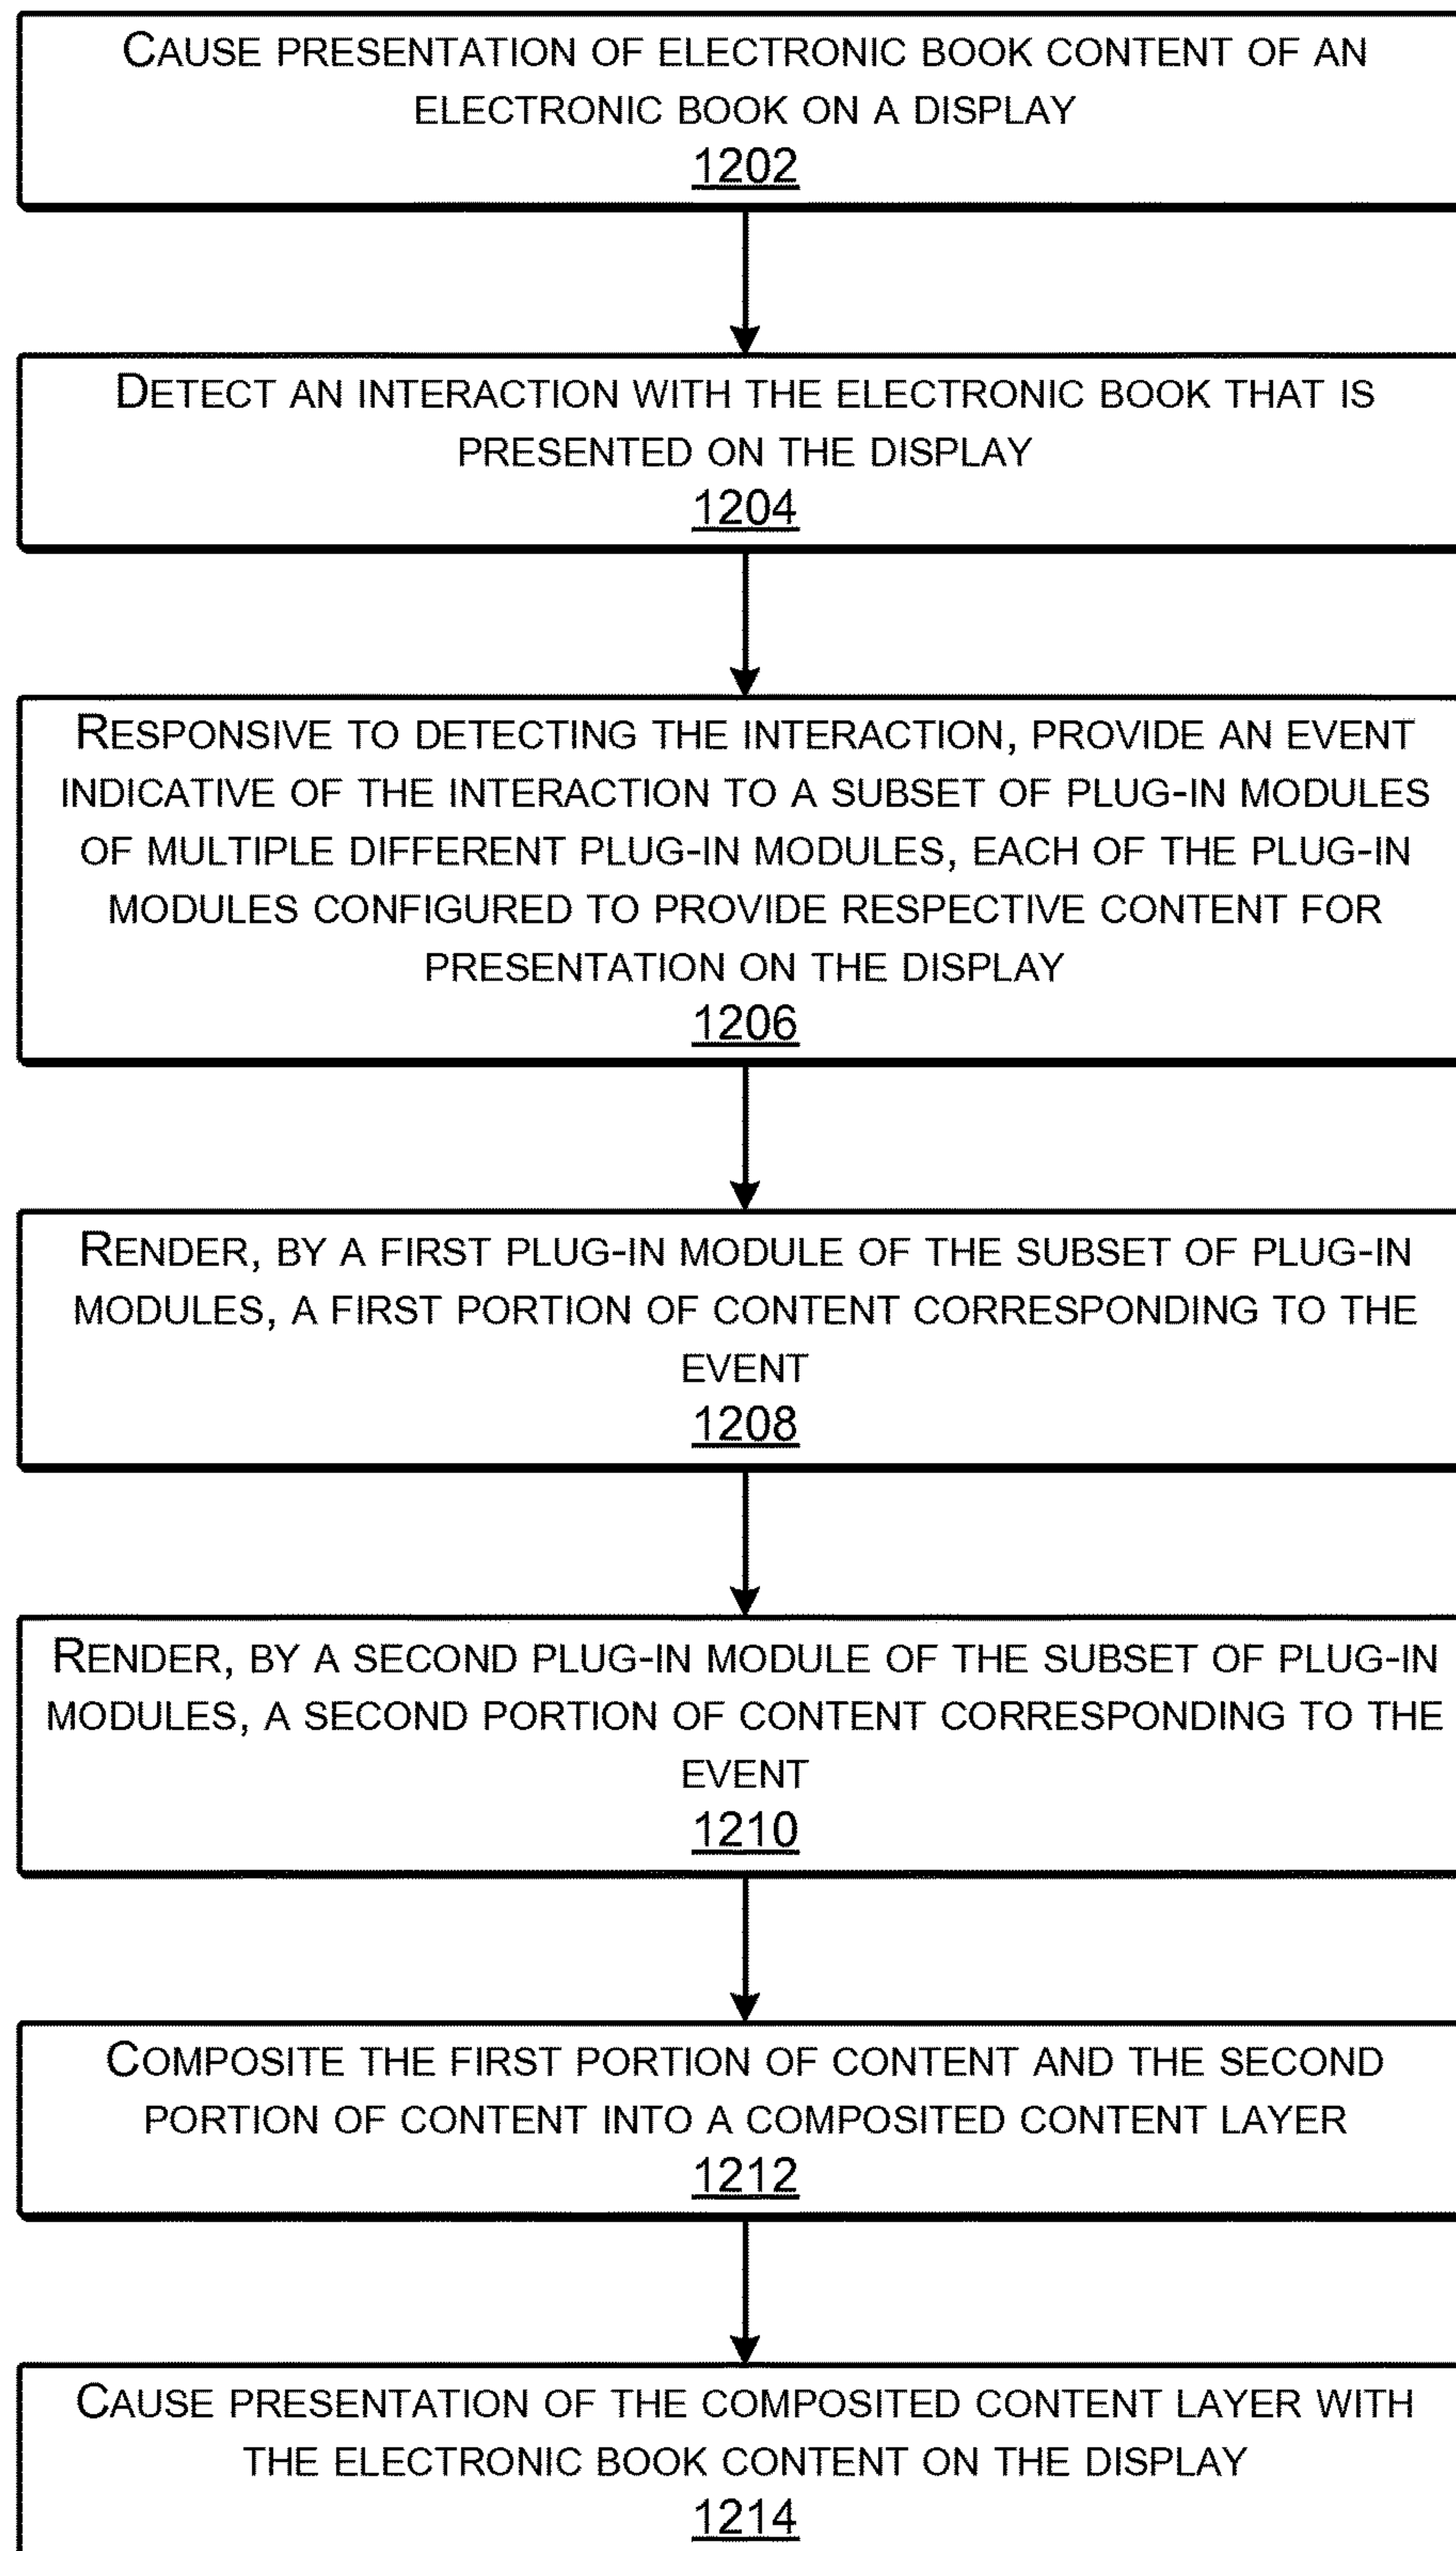 CAUSE PRESENTATION OF ELECTRONIC BOOK CONTENT OF AN
ELECTRONIC BOOK ON A DISPLAY
1202
DETECT AN INTERACTION WITH THE ELECTRONIC BOOK THAT IS
PRESENTED ON THE DISPLAY
1204
RESPONSIVE TO DETECTING THE INTERACTION, PROVIDE AN EVENT
INDICATIVE OF THE INTERACTION TO A SUBSET OF PLUG-IN MODULES
OF MULTIPLE DIFFERENT PLUG-IN MODULES, EACH OF THE PLUG-IN
MODULES CONFIGURED TO PROVIDE RESPECTIVE CONTENT FOR
PRESENTATION ON THE DISPLAY
1206
RENDER, BY A FIRST PLUG-IN MODULE OF THE SUBSET OF PLUG-IN
MODULES, A FIRST PORTION OF CONTENT CORRESPONDING TO THE
EVENT
1208
RENDER, BY A SECOND PLUG-IN MODULE OF THE SUBSET OF PLUG-IN
MODULES, A SECOND PORTION OF CONTENT CORRESPONDING TO THE
EVENT
1210
COMPOSITE THE FIRST PORTION OF CONTENT AND THE SECOND
PORTION OF CONTENT INTO A COMPOSITED CONTENT LAYER
1212
CAUSE PRESENTATION OF THE COMPOSITED CONTENT LAYER WITH
THE ELECTRONIC BOOK CONTENT ON THE DISPLAY
1214